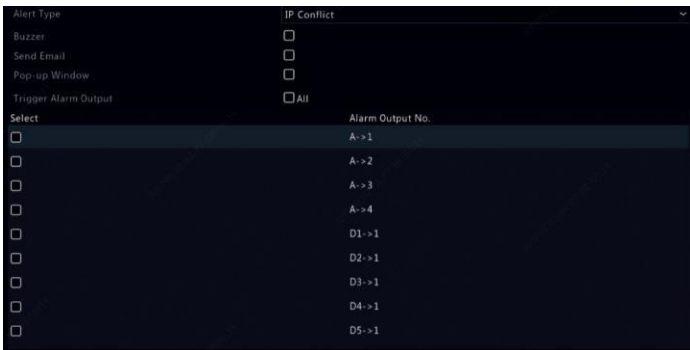 Alert Type IP Conflict
Buzzer
Send Email
Pop-up Window
Trigger Alarm Output All
Select Alarm Output No.
A->1
A->2
A->3
A->4
D1->1
D2->1
D3->1
D4->1
D5->1